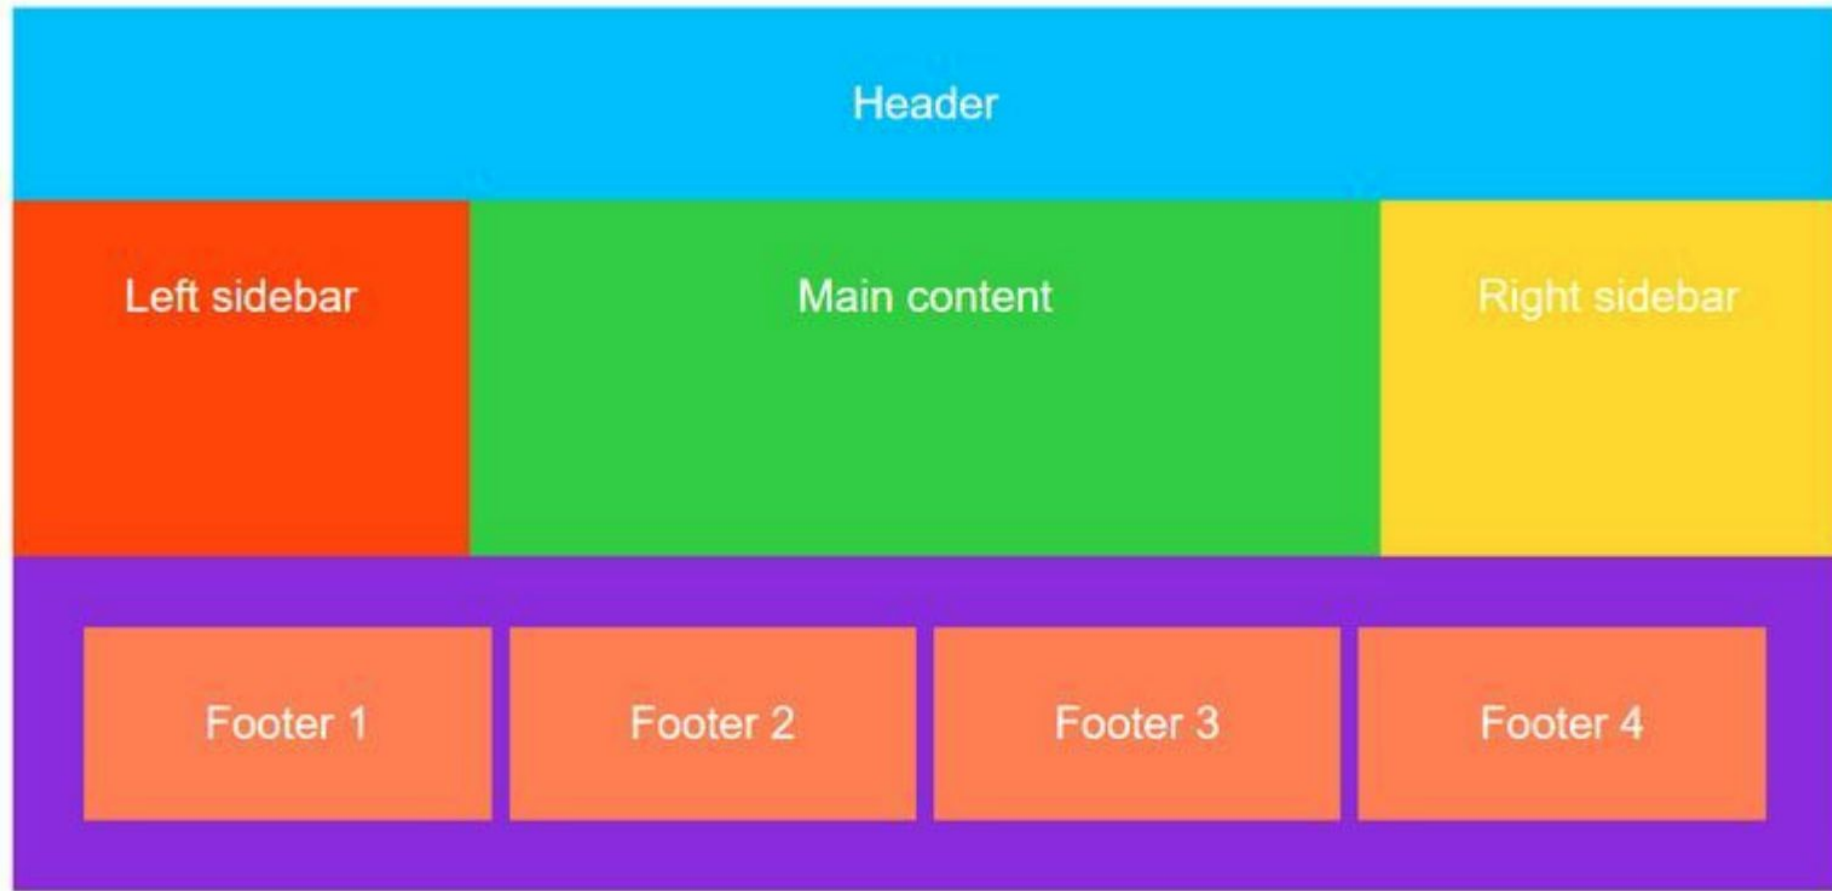 Header
Left sidebar
Main content
Right sidebar
Footer 1
Footer 2
Footer 3
Footer 4